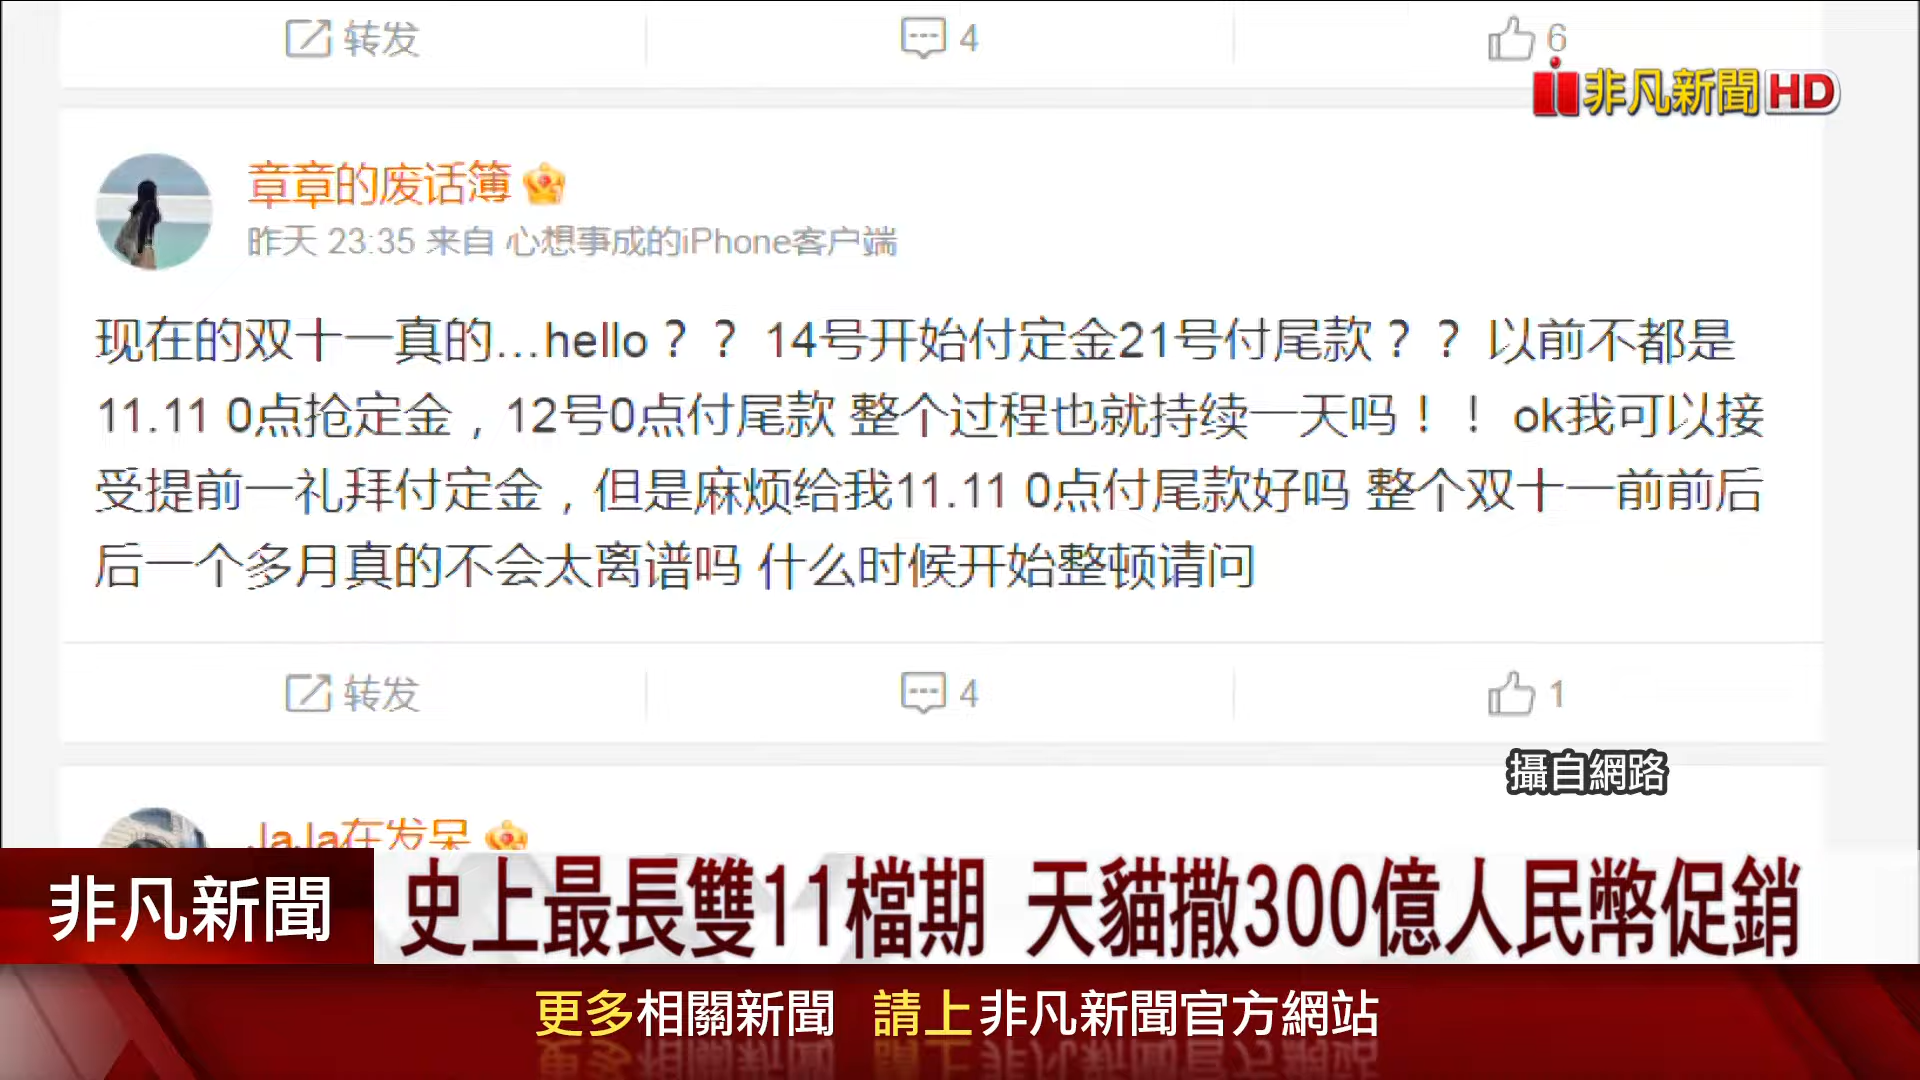 转发 4 6
非凡新聞HD
章章的废话簿
昨天 23:35 来自 心想事成的iPhone客户端
现在的双十一真的...hello？？ 14号开始付定金21号付尾款？？ 以前不都是
11.11 0点抢定金，12号0点付尾款 整个过程也就持续一天吗！！ ok我可以接
受提前一礼拜付定金，但是麻烦给我11.11 0点付尾款好吗 整个双十一前前后
后一个多月真的不会太离谱吗 什么时候开始整顿请问
转发 4 1
攝自網路
JaJa在发呆
非凡新聞 史上最長雙11檔期 天貓撒300億人民幣促銷
更多相關新聞 請上非凡新聞官方網站